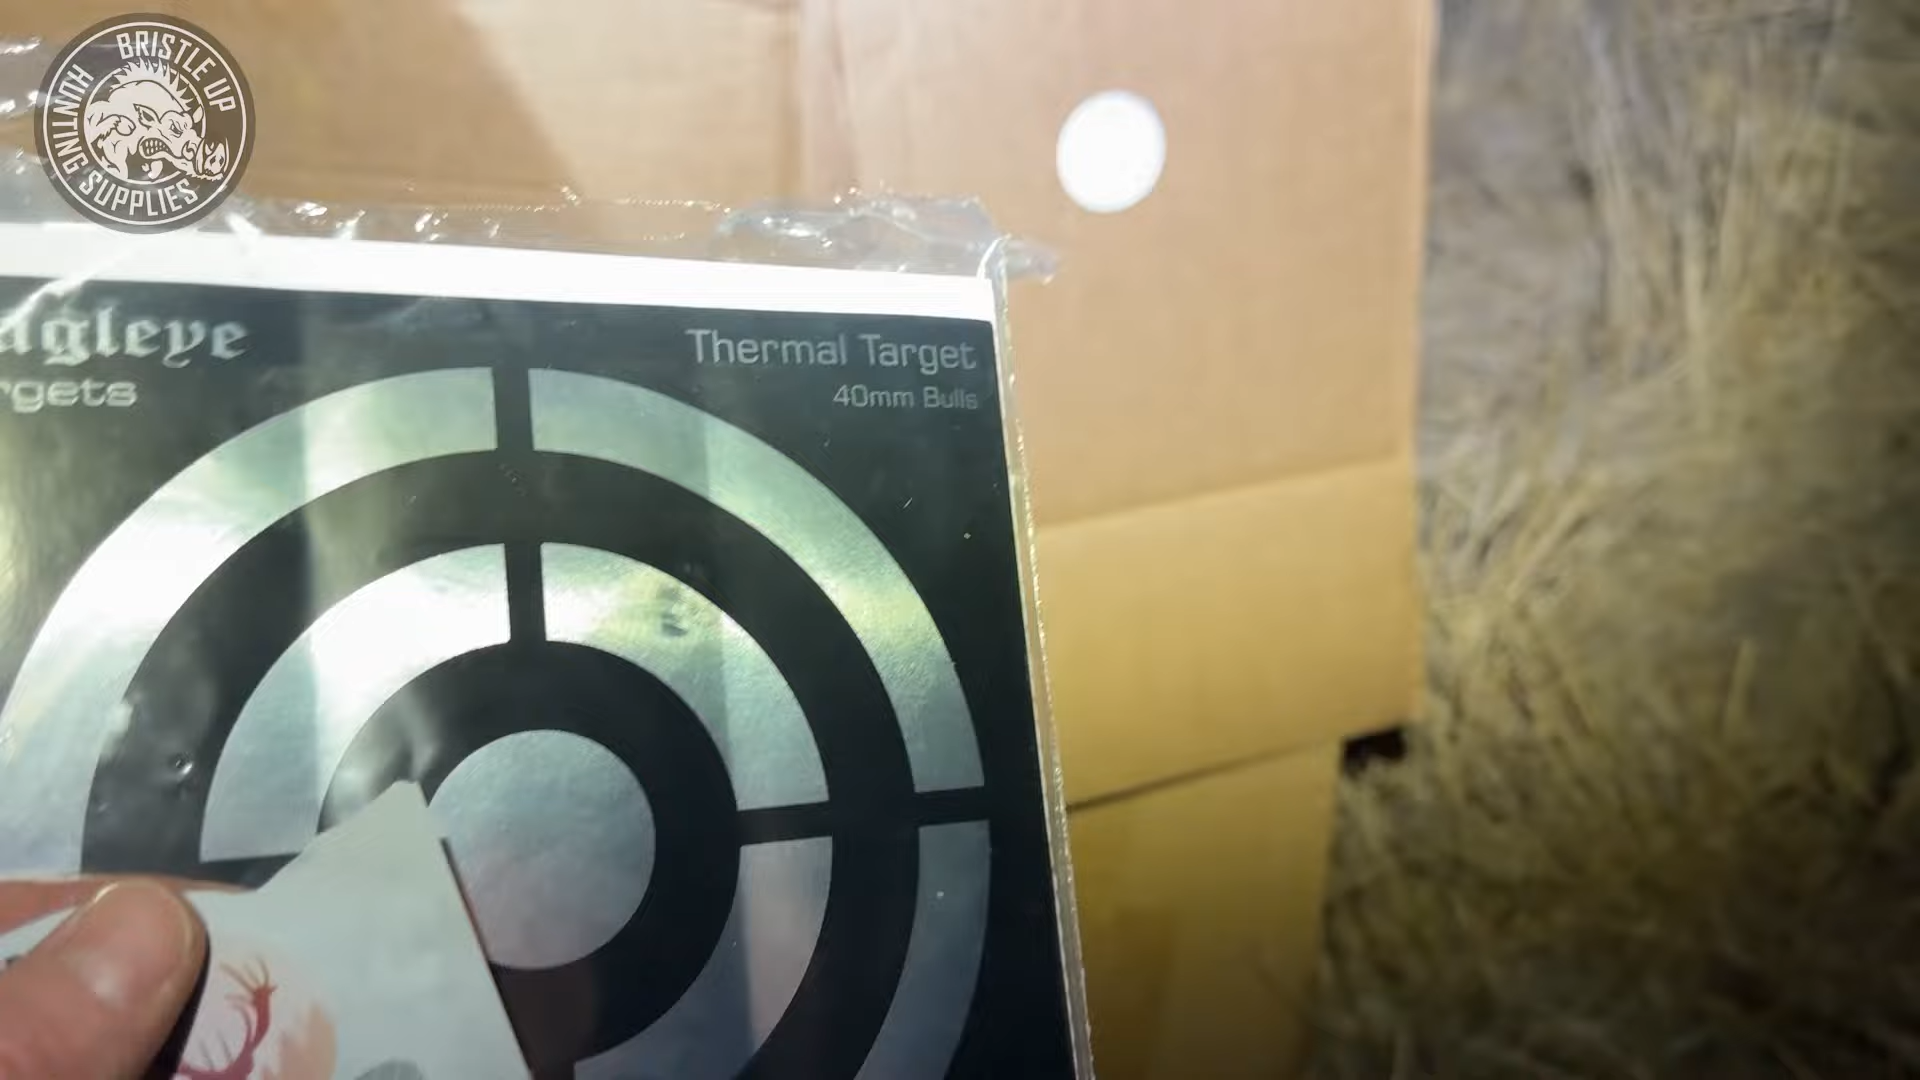 BRISTLE UP
HUNTING SUPPLIES
agleye
rgets
Thermal Target
40mm Bulls